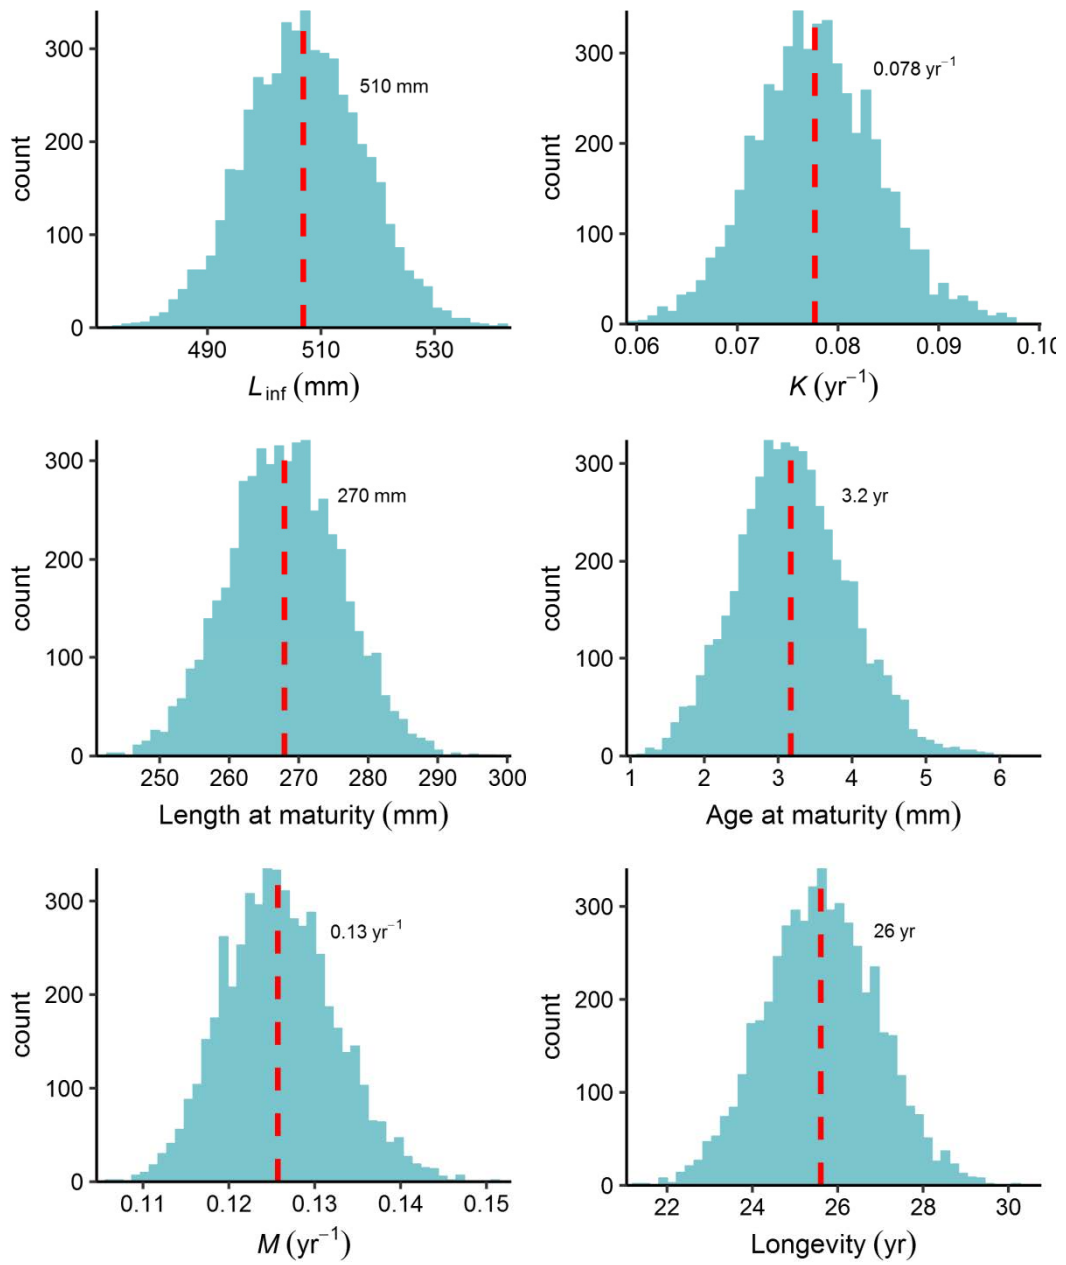 300
200
100
0
count
510 mm
490 510 530
L inf (mm)
300
200
100
0
count
0.078 yr⁻¹
0.06 0.07 0.08 0.09 0.10
K (yr⁻¹)
300
200
100
0
count
270 mm
250 260 270 280 290 300
Length at maturity (mm)
300
200
100
0
count
3.2 yr
1 2 3 4 5 6
Age at maturity (mm)
300
200
100
0
count
0.13 yr⁻¹
0.11 0.12 0.13 0.14 0.15
M (yr⁻¹)
300
200
100
0
count
26 yr
22 24 26 28 30
Longevity (yr)